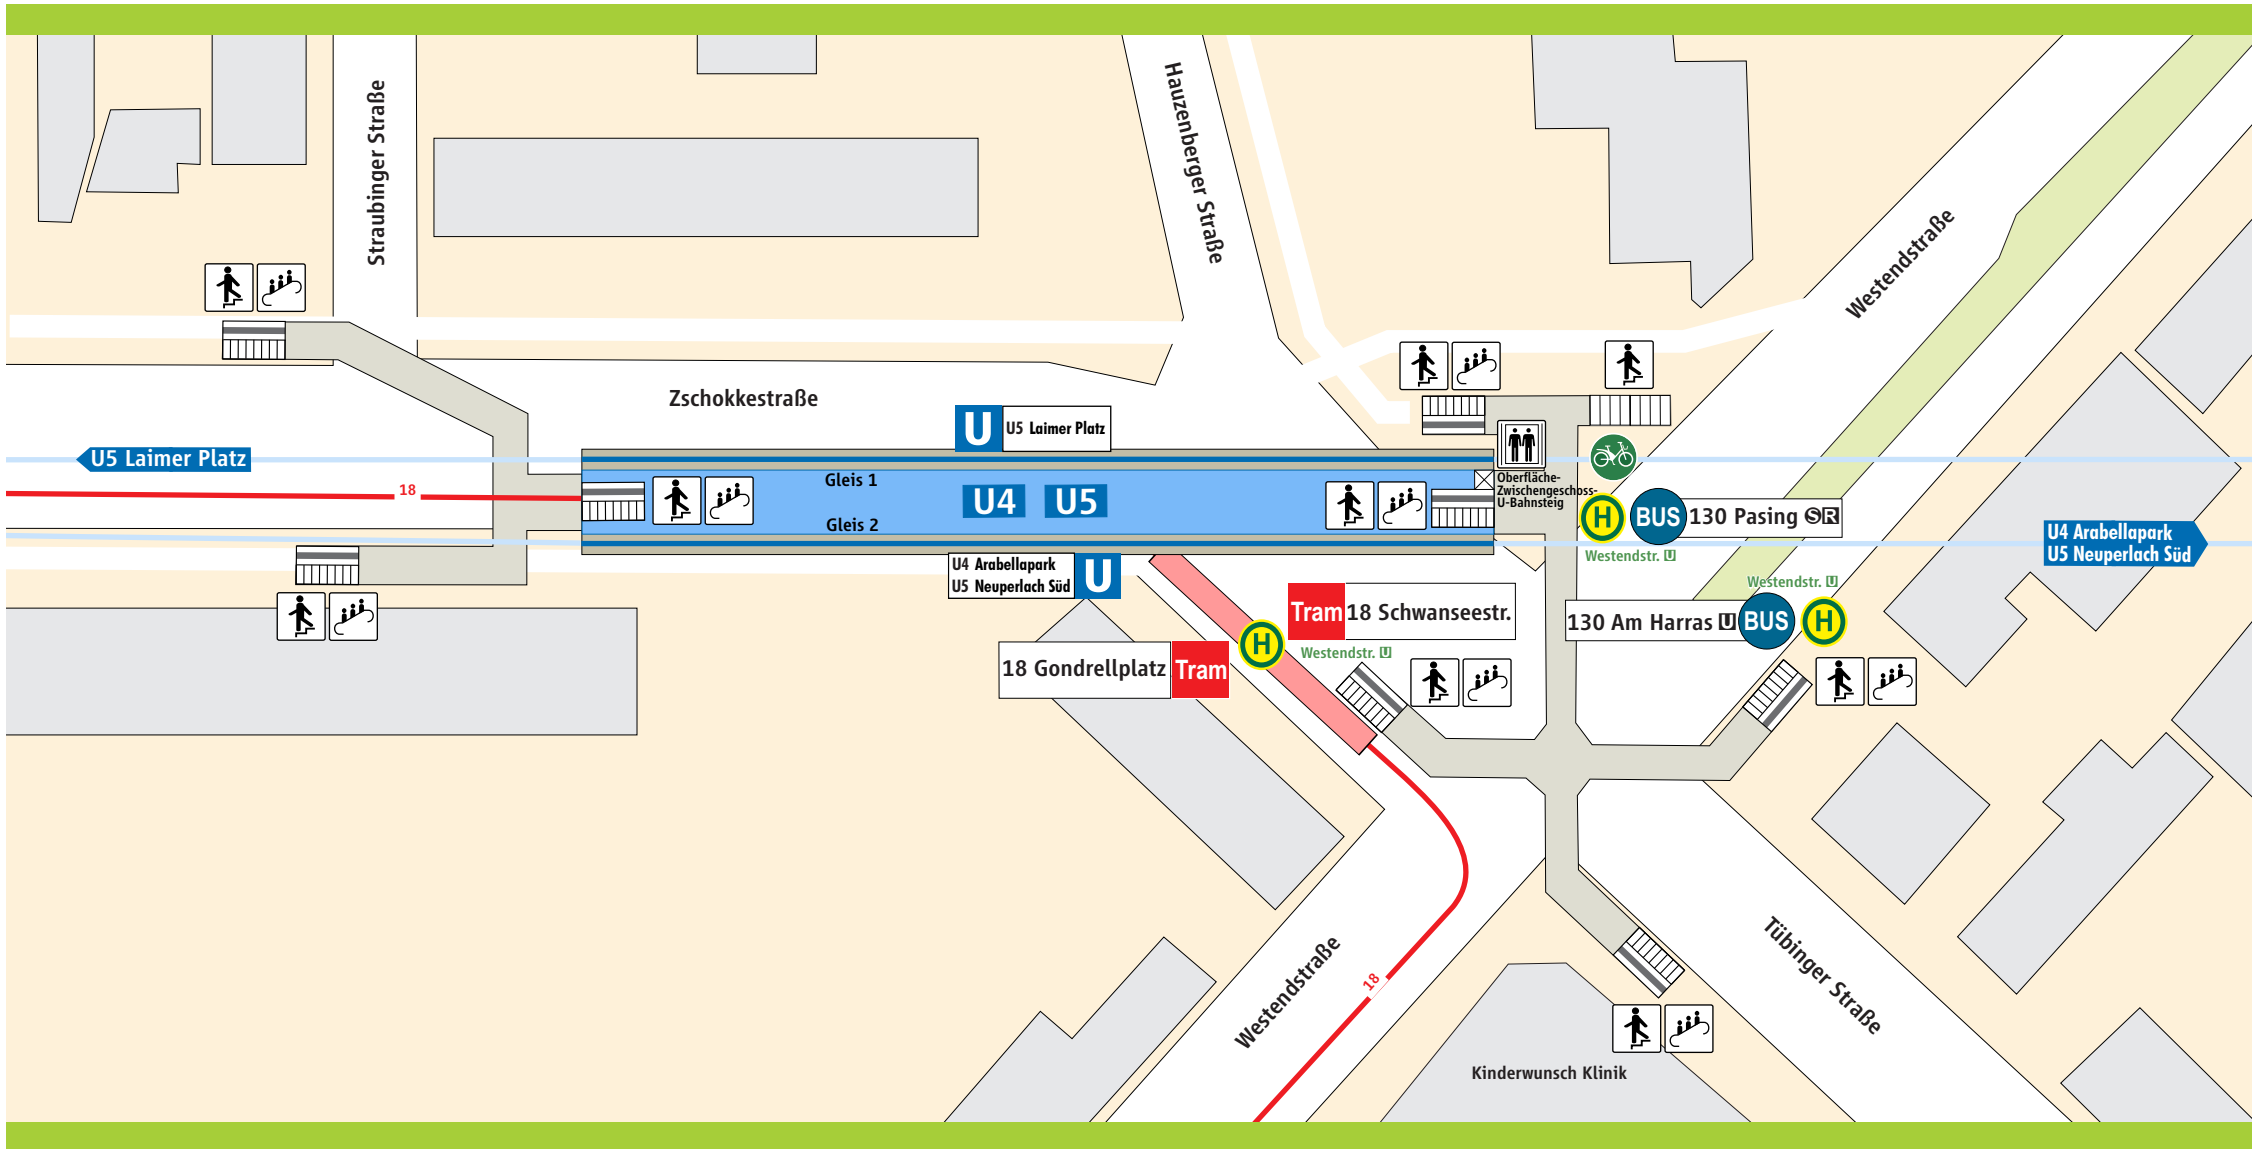 Straubinger Straße
Hauzenberger Straße
Westendstraße
Zschokkestraße
U
U5 Laimer Platz
U5 Laimer Platz
18
Gleis 1
U4
U5
Gleis 2
Oberfläche-
Zwischengeschoss-
U-Bahnsteig
H
BUS
130 Pasing S R
Westendstr. U
U4 Arabellapark
U5 Neuperlach Süd
U4 Arabellapark
U5 Neuperlach Süd
U
Westendstr. U
130 Am Harras U
BUS
H
Tram
18 Schwanseestr.
H
Westendstr. U
18 Gondrellplatz
Tram
Westendstraße
18
Tübinger Straße
Kinderwunsch Klinik